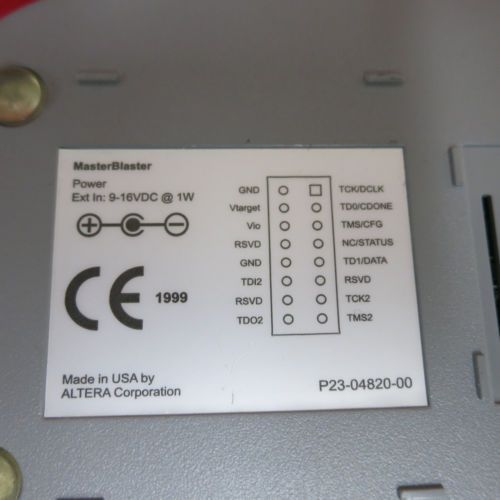 MasterBlaster
Power
Ext In: 9-16VDC @ 1W
CE 1999
GND TCK/DCLK
Vtarget TD0/CDONE
Vio TMS/CFG
RSVD NC/STATUS
GND TD1/DATA
TDI2 RSVD
RSVD TCK2
TDO2 TMS2
Made in USA by
ALTERA Corporation
P23-04820-00